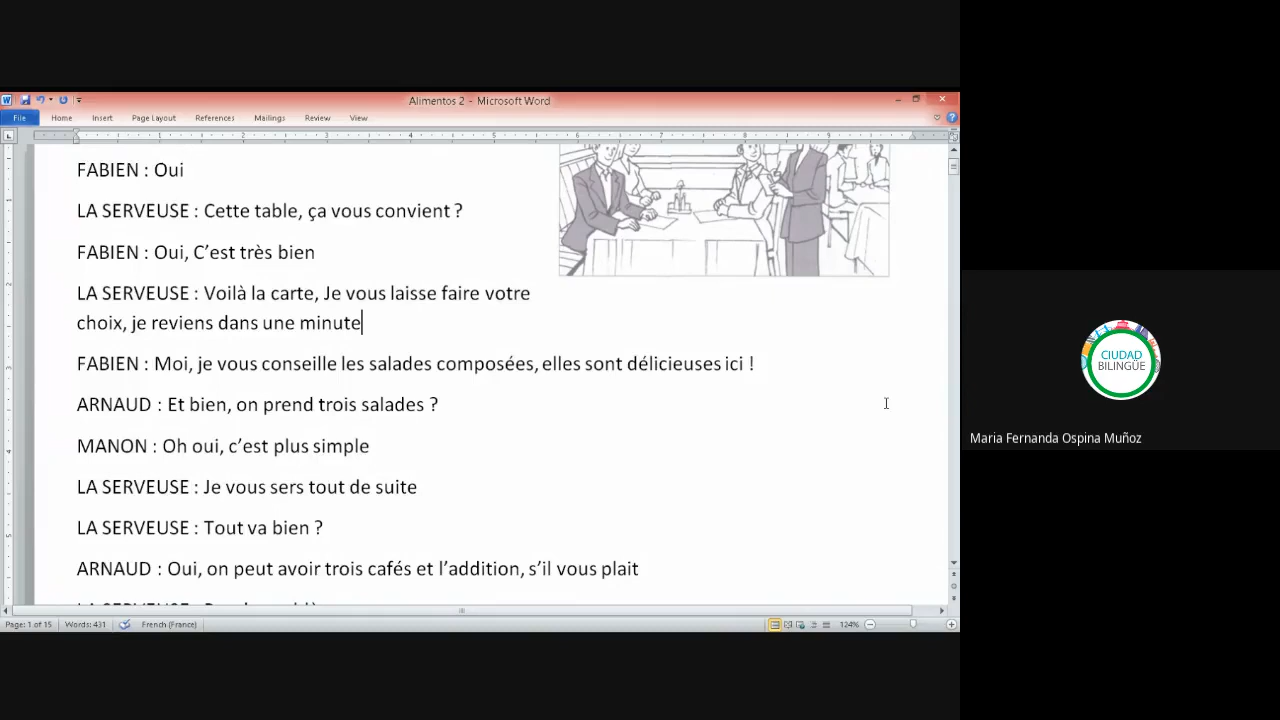 Alimentos 2 - Microsoft Word
File Home Insert Page Layout References Mailings Review View
FABIEN : Oui
LA SERVEUSE : Cette table, ça vous convient ?
FABIEN : Oui, C’est très bien
LA SERVEUSE : Voilà la carte, Je vous laisse faire votre
choix, je reviens dans une minute
FABIEN : Moi, je vous conseille les salades composées, elles sont délicieuses ici !
ARNAUD : Et bien, on prend trois salades ?
MANON : Oh oui, c’est plus simple
LA SERVEUSE : Je vous sers tout de suite
LA SERVEUSE : Tout va bien ?
ARNAUD : Oui, on peut avoir trois cafés et l’addition, s’il vous plait
Page: 1 of 15 Words: 431 French (France) 124%
CIUDAD
BILINGÜE
Maria Fernanda Ospina Muñoz